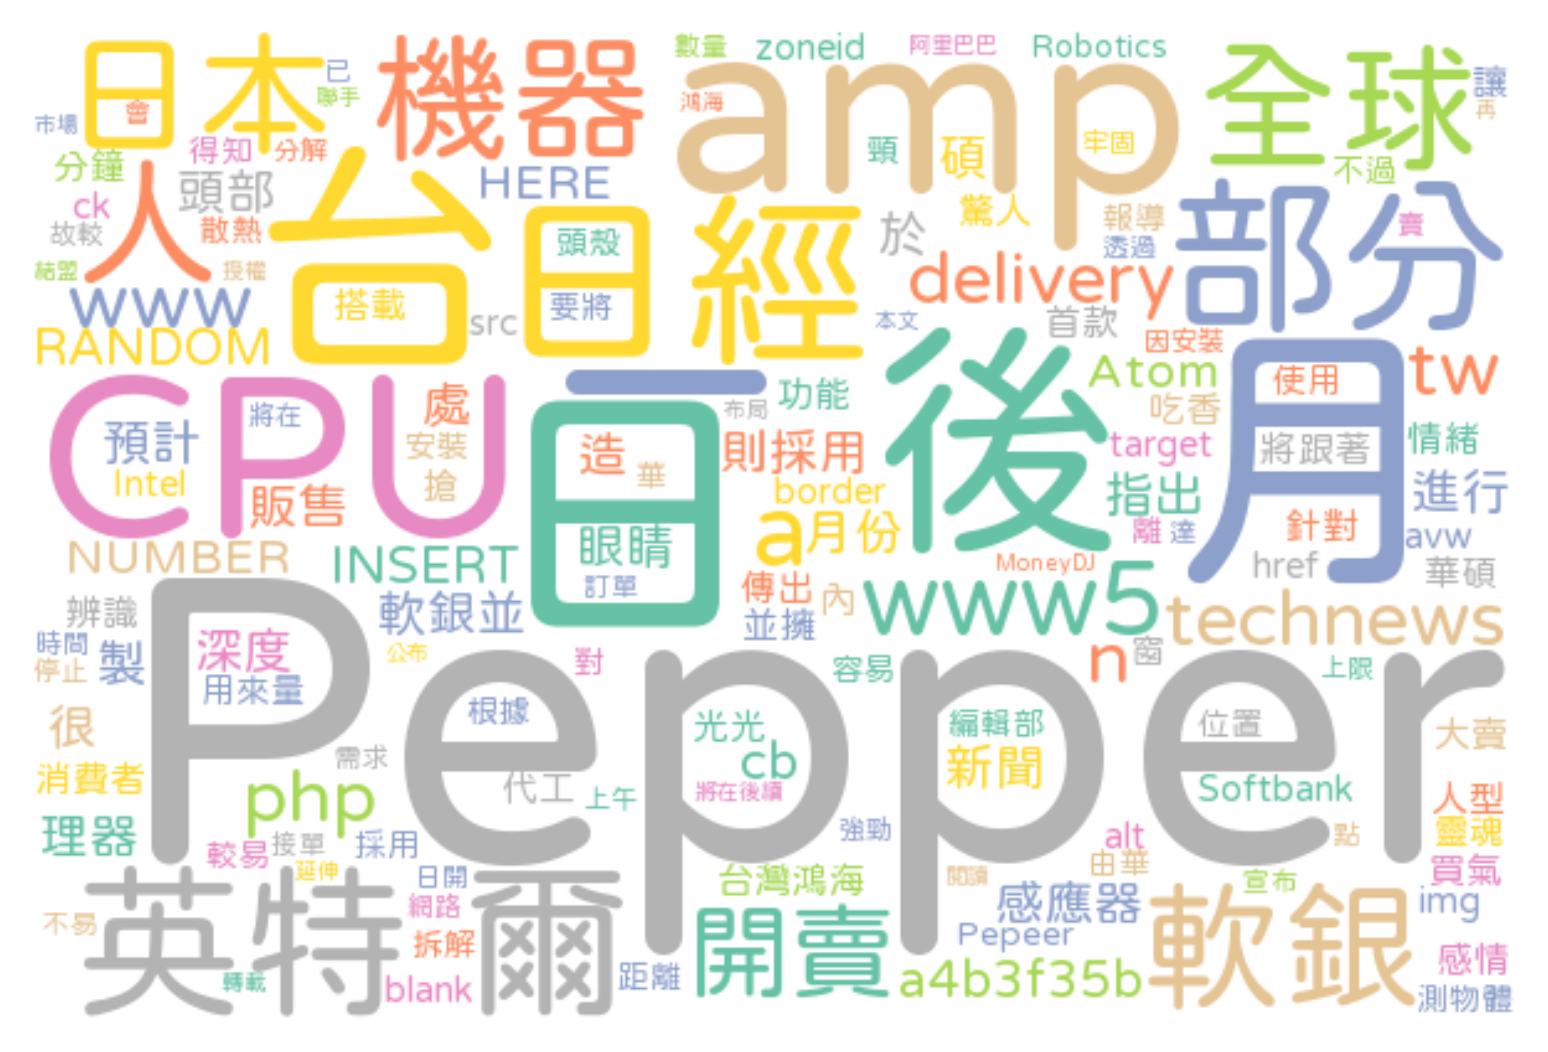 日本
機器
amp
全球
數量
zoneid
阿里巴巴
Robotics
已
聯手
會
市場
鴻海
讓
再
分鐘
得知
分解
頸
碩
牢固
不過
人
頭部
台
HERE
ck
故較
散熱
日經
於
驚人
報導
透過
部分
賣
結盟
授權
頭殼
delivery
www
搭載
src
要將
本文
首款
因安裝
RANDOM
CPU
處
一
功能
布局
後
Atom
吃香
月
使用
tw
將在
預計
安裝
日
造
華
則採用
target
將跟著
情緒
Intel
販售
搶
border
a
月份
指出
進行
離
達
針對
avw
眼睛
NUMBER
INSERT
訂單
傳出
MoneyDJ
href
華碩
辨識
軟銀並
並擁
內
www5
technews
Pepper
時間
停止
製
深度
公布
對
容易
n
窗
上限
用來量
很
根據
光光
編輯部
位置
大賣
需求
cb
新聞
消費者
php
代工
上午
將在後續
Softbank
人型
理器
較易
接單
採用
強勁
alt
點
靈魂
延伸
日開
台灣鴻海
閱讀
由華
宣布
買氣
英特爾
網路
感應器
軟銀
img
不易
拆解
開賣
Pepeer
感情
轉載
blank
距離
a4b3f35b
測物體